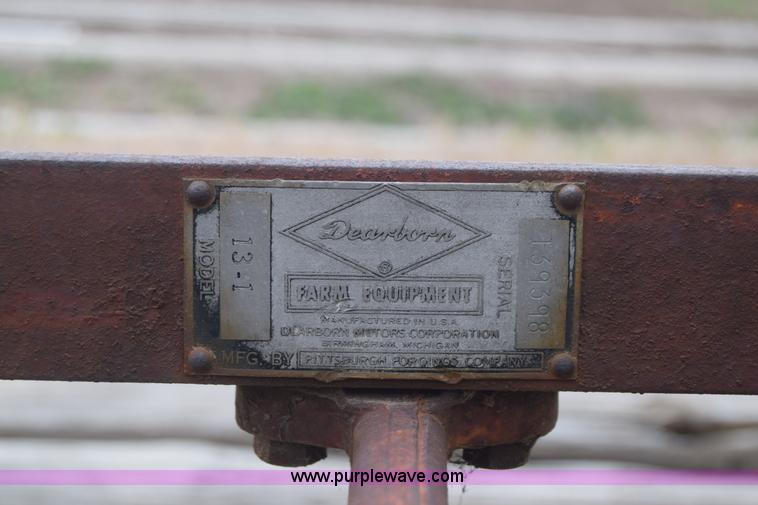 MODEL
13-1
Dearborn
FARM EQUIPMENT
MANUFACTURED IN U.S.A.
DEARBORN MOTORS CORPORATION
BIRMINGHAM, MICHIGAN
MFG. BY PITTSBURGH FORGINGS COMPANY
SERIAL
139398
www.purplewave.com